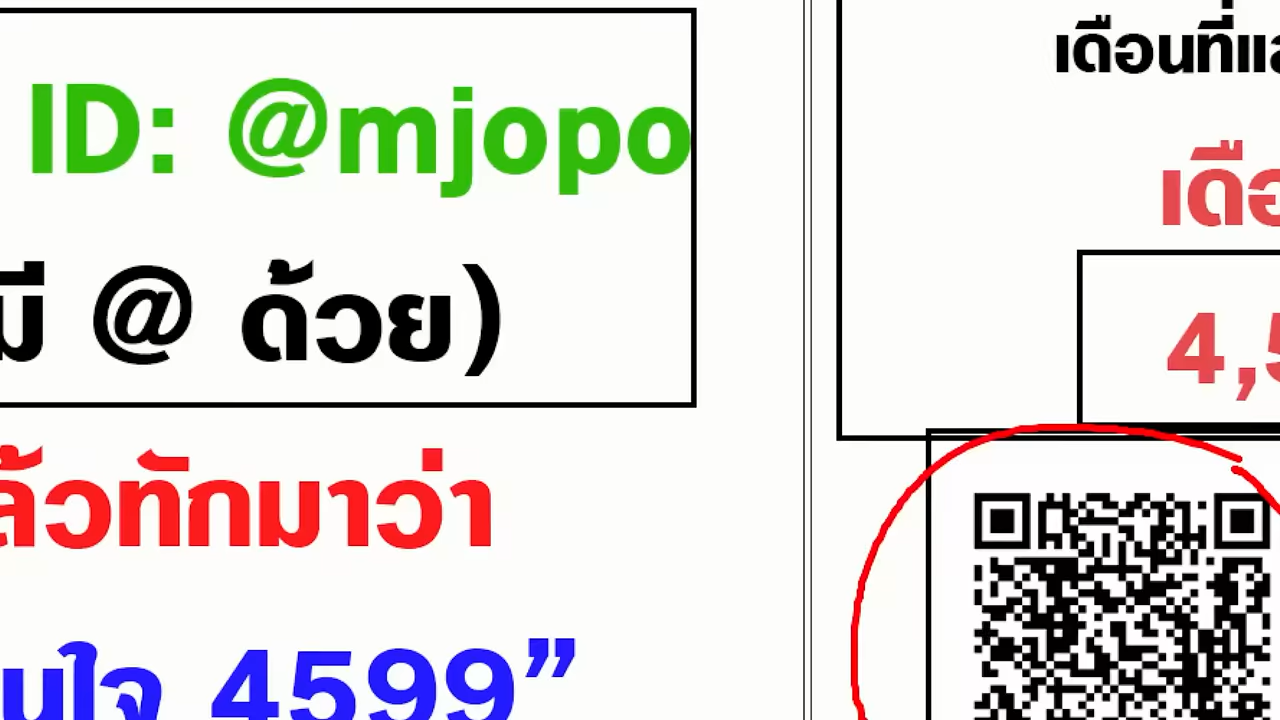 ID: @mjopo
มี @ ด้วย)
แล้วทักมาว่า
นใจ 4599”
เดือนที่แ
เดือ
4,5